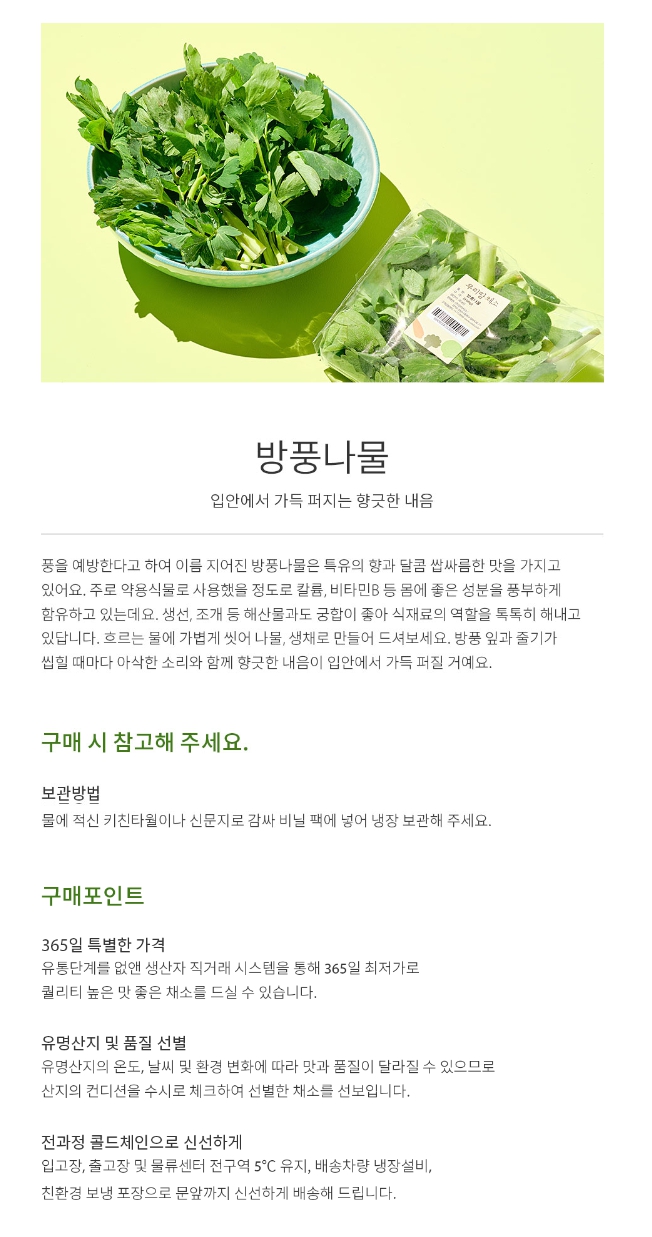 우리땅 채소
방풍나물
입안에서 가득 퍼지는 향긋한 내음
풍을 예방한다고 하여 이름 지어진 방풍나물은 특유의 향과 달콤 쌉싸름한 맛을 가지고
있어요. 주로 약용식물로 사용했을 정도로 칼륨, 비타민B 등 몸에 좋은 성분을 풍부하게
함유하고 있는데요. 생선, 조개 등 해산물과도 궁합이 좋아 식재료의 역할을 톡톡히 해내고
있답니다. 흐르는 물에 가볍게 씻어 나물, 생채로 만들어 드셔보세요. 방풍 잎과 줄기가
씹힐 때마다 아삭한 소리와 함께 향긋한 내음이 입안에서 가득 퍼질 거예요.
구매 시 참고해 주세요.
보관방법
물에 적신 키친타월이나 신문지로 감싸 비닐 팩에 넣어 냉장 보관해 주세요.
구매포인트
365일 특별한 가격
유통단계를 없앤 생산자 직거래 시스템을 통해 365일 최저가로
퀄리티 높은 맛 좋은 채소를 드실 수 있습니다.
유명산지 및 품질 선별
유명산지의 온도, 날씨 및 환경 변화에 따라 맛과 품질이 달라질 수 있으므로
산지의 컨디션을 수시로 체크하여 선별한 채소를 선보입니다.
전과정 콜드체인으로 신선하게
입고장, 출고장 및 물류센터 전구역 5℃ 유지, 배송차량 냉장설비,
친환경 보냉 포장으로 문앞까지 신선하게 배송해 드립니다.